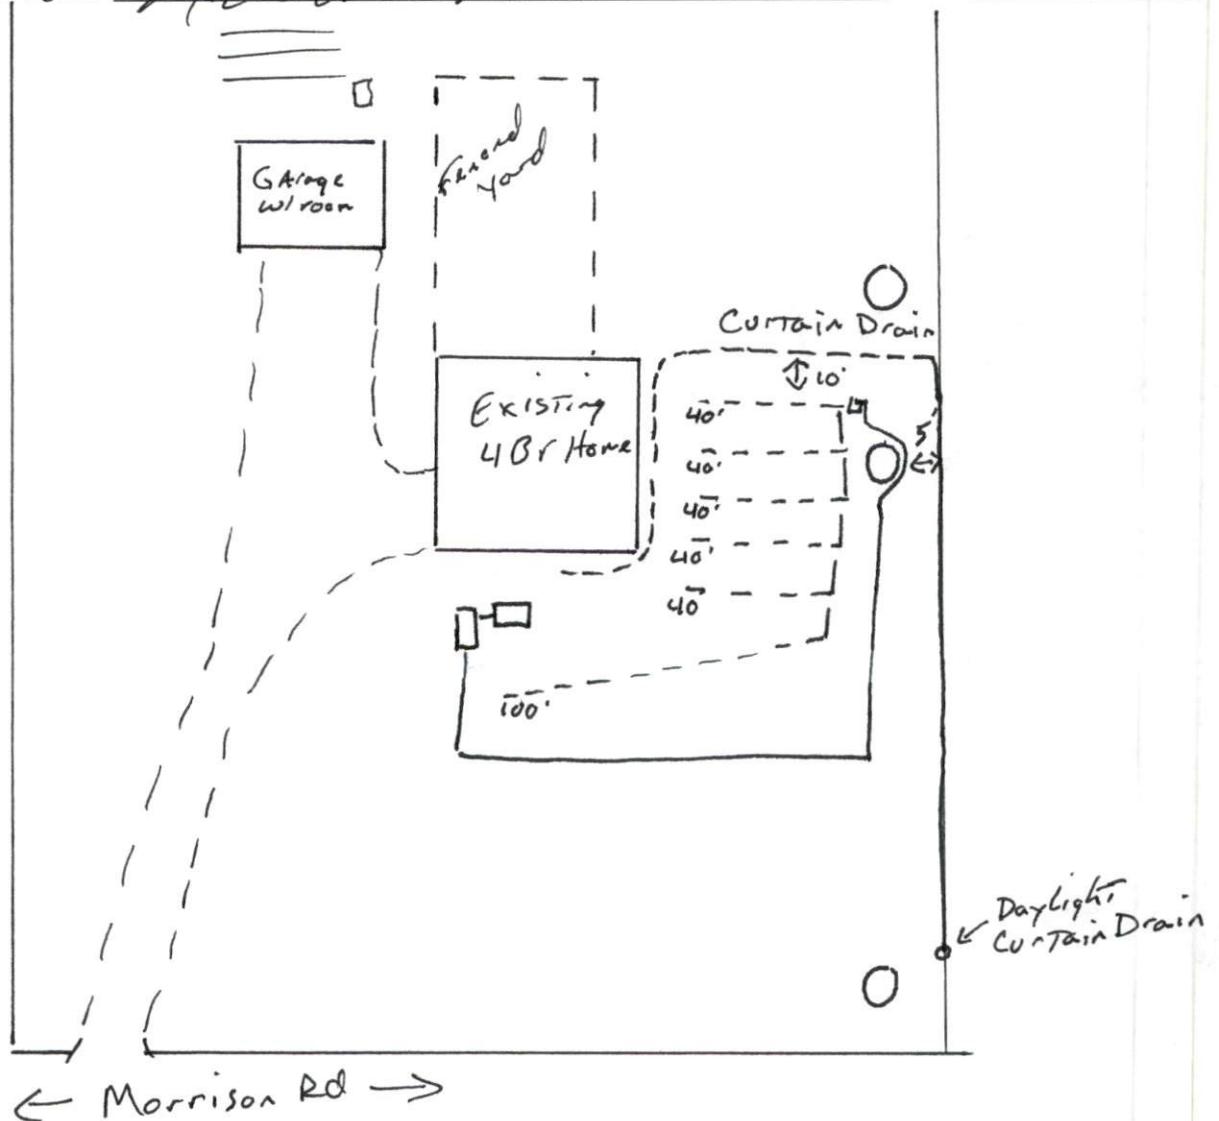 GArage
w/room
Fenced
Yard
Curtain Drain
10'
Existing
4Br Home
40'
5'
40'
40'
40'
40'
100'
Daylight
Curtain Drain
Morrison Rd